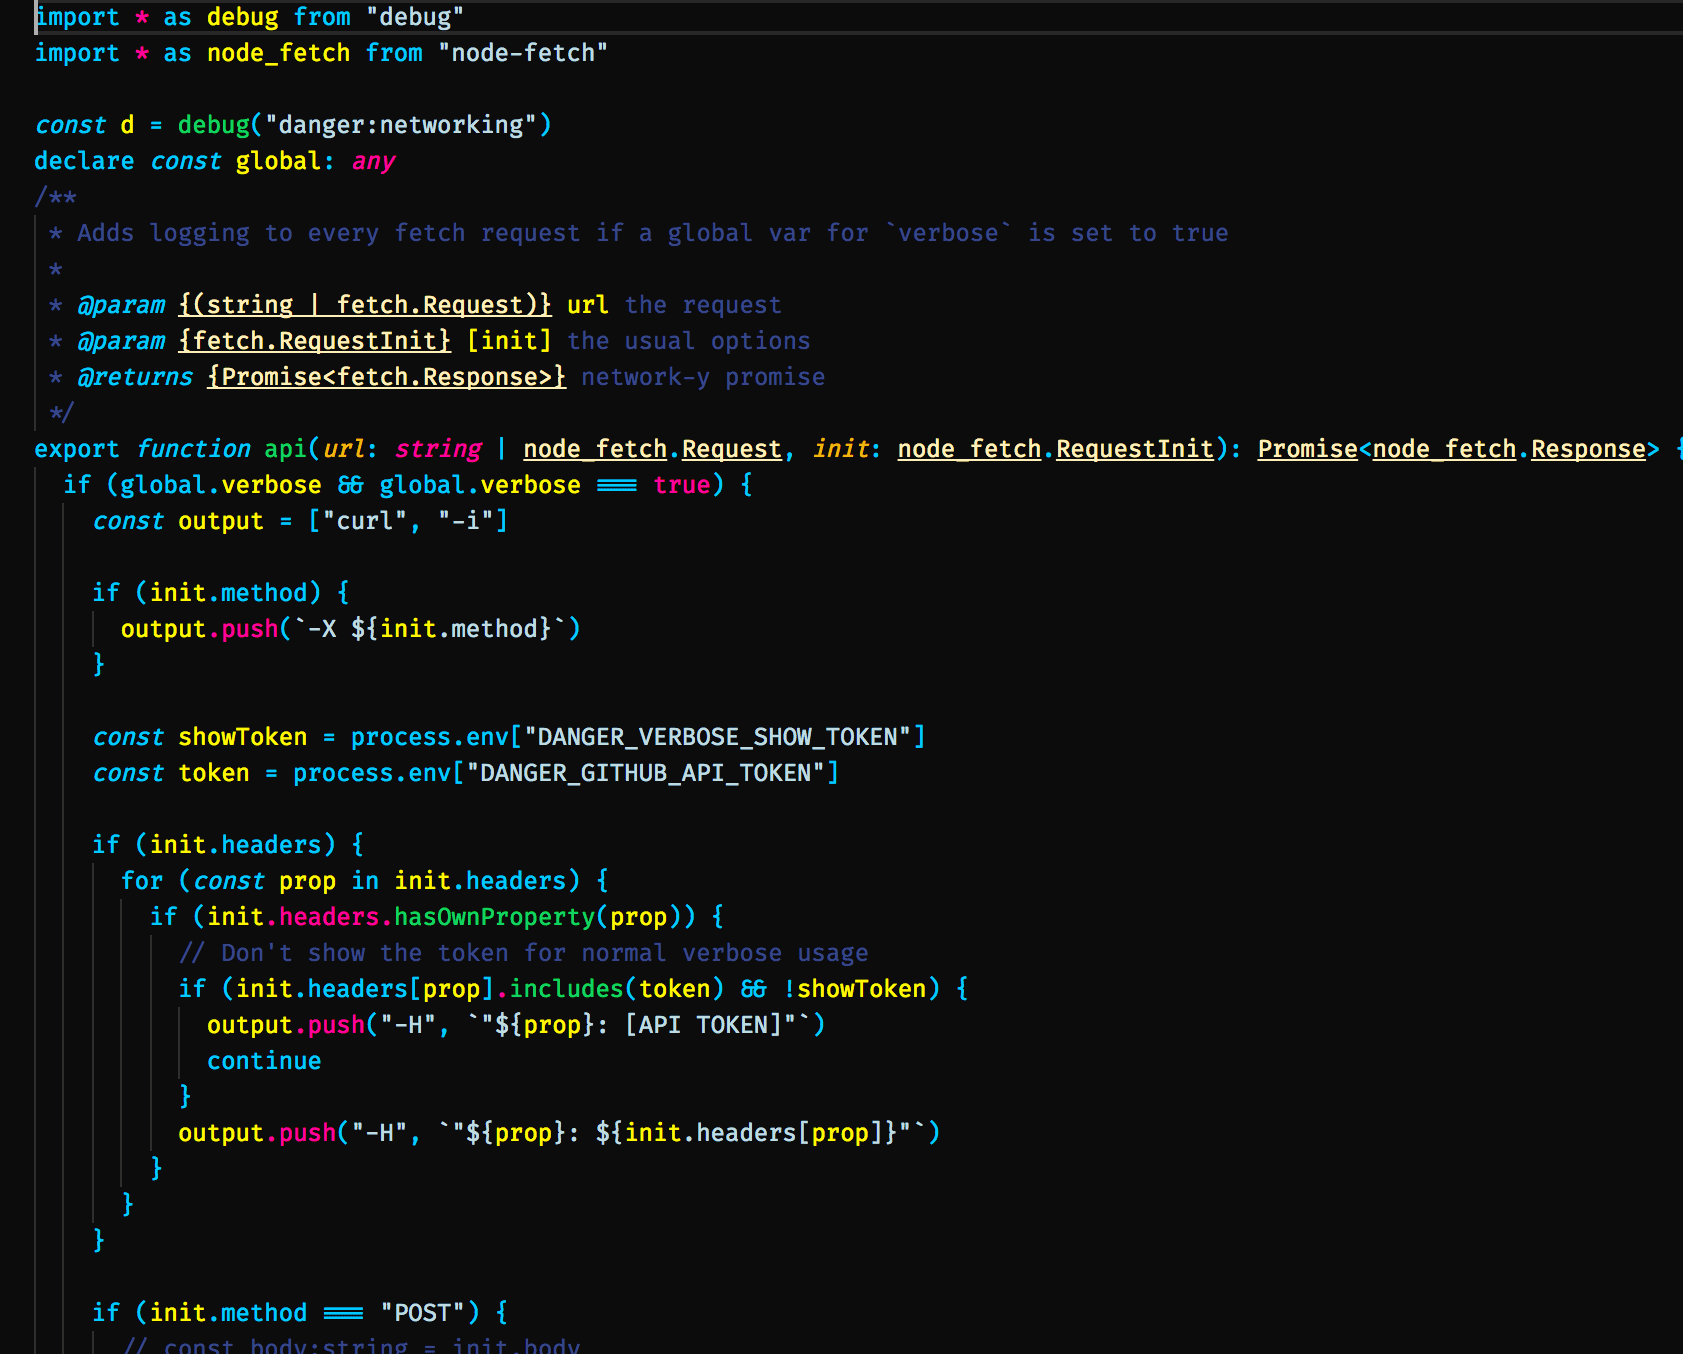 import * as debug from "debug"
import * as node_fetch from "node-fetch"
const d = debug("danger:networking")
declare const global: any
/**
* Adds logging to every fetch request if a global var for `verbose` is set to true
*
* @param {(string | fetch.Request)} url the request
* @param {fetch.RequestInit} [init] the usual options
* @returns {Promise<fetch.Response>} network-y promise
*/
export function api(url: string | node_fetch.Request, init: node_fetch.RequestInit): Promise<node_fetch.Response> {
if (global.verbose && global.verbose === true) {
const output = ["curl", "-i"]
if (init.method) {
output.push(`-X ${init.method}`)
}
const showToken = process.env["DANGER_VERBOSE_SHOW_TOKEN"]
const token = process.env["DANGER_GITHUB_API_TOKEN"]
if (init.headers) {
for (const prop in init.headers) {
if (init.headers.hasOwnProperty(prop)) {
// Don't show the token for normal verbose usage
if (init.headers[prop].includes(token) && !showToken) {
output.push("-H", `"${prop}: [API TOKEN]"`)
continue
}
output.push("-H", `"${prop}: ${init.headers[prop]}"`)
}
}
}
if (init.method === "POST") {
// const body:string = init.body